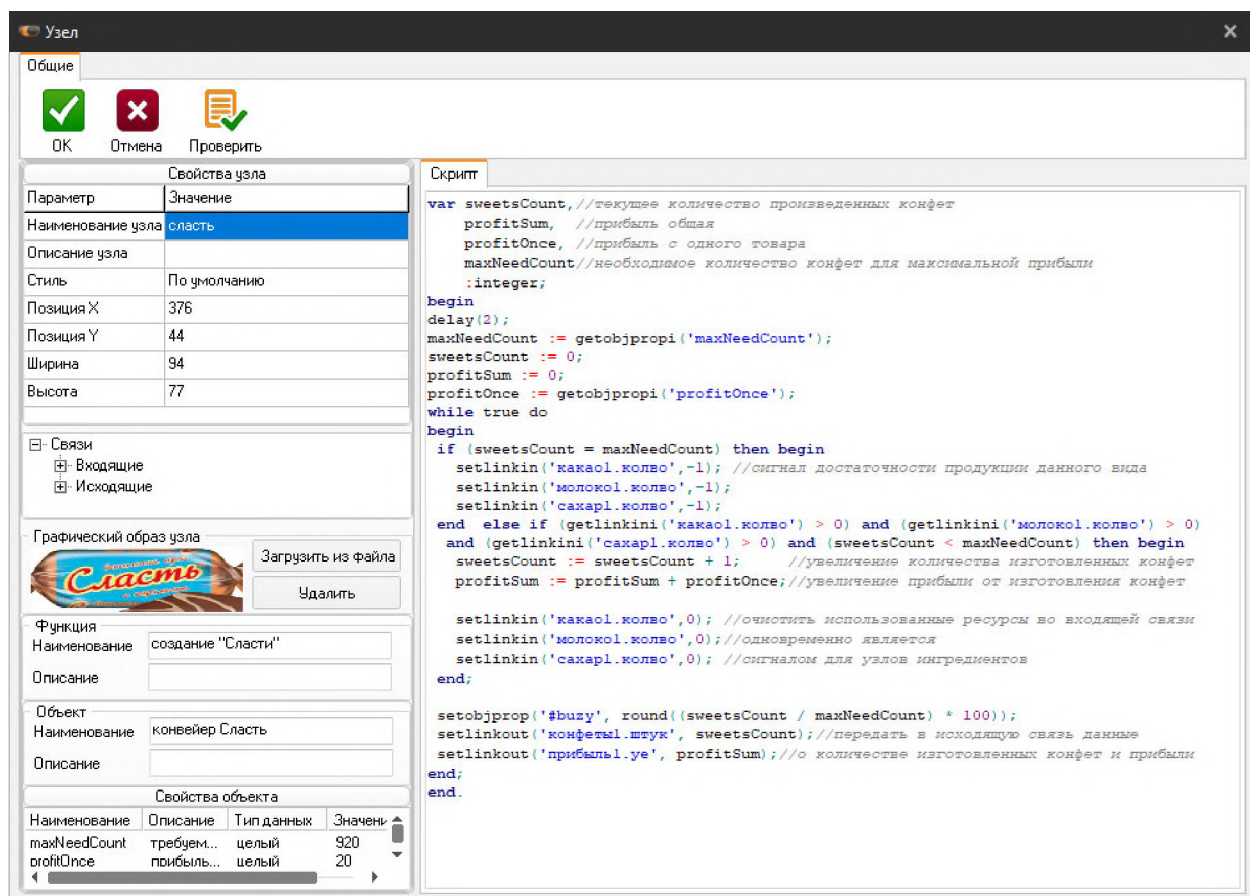 Узел
Общие
OK Отмена Проверить
Свойства узла
Параметр Значение
Наименование узла сласть
Описание узла
Стиль По умолчанию
Позиция X 376
Позиция Y 44
Ширина 94
Высота 77
Связи
Входящие
Исходящие
Графический образ узла
Сласть
Загрузить из файла
Удалить
Функция
Наименование создание "Сласти"
Описание
Объект
Наименование конвейер Сласть
Описание
Свойства объекта
Наименование Описание Тип данных Значени
maxNeedCount требуем... целый 920
profitOnce прибыль... целый 20
Скрипт
var sweetsCount,//текущее количество произведенных конфет
profitSum, //прибыль общая
profitOnce, //прибыль с одного товара
maxNeedCount//необходимое количество конфет для максимальной прибыли
:integer;
begin
delay(2);
maxNeedCount := getobjpropi('maxNeedCount');
sweetsCount := 0;
profitSum := 0;
profitOnce := getobjpropi('profitOnce');
while true do
begin
if (sweetsCount = maxNeedCount) then begin
setlinkin('какао1.колво',-1); //сигнал достаточности продукции данного вида
setlinkin('молоко1.колво',-1);
setlinkin('сахар1.колво',-1);
end else if (getlinkini('какао1.колво') > 0) and (getlinkini('молоко1.колво') > 0)
and (getlinkini('сахар1.колво') > 0) and (sweetsCount < maxNeedCount) then begin
sweetsCount := sweetsCount + 1; //увеличение количества изготовленных конфет
profitSum := profitSum + profitOnce;//увеличение прибыли от изготовления конфет
setlinkin('какао1.колво',0); //очистить использованные ресурсы во входящей связи
setlinkin('молоко1.колво',0);//одновременно является
setlinkin('сахар1.колво',0); //сигналом для узлов ингредиентов
end;
setobjprop('#buzy', round((sweetsCount / maxNeedCount) * 100));
setlinkout('конфеты1.штук', sweetsCount);//передать в исходящую связь данные
setlinkout('прибыль1.уе', profitSum);//о количестве изготовленных конфет и прибыли
end;
end.